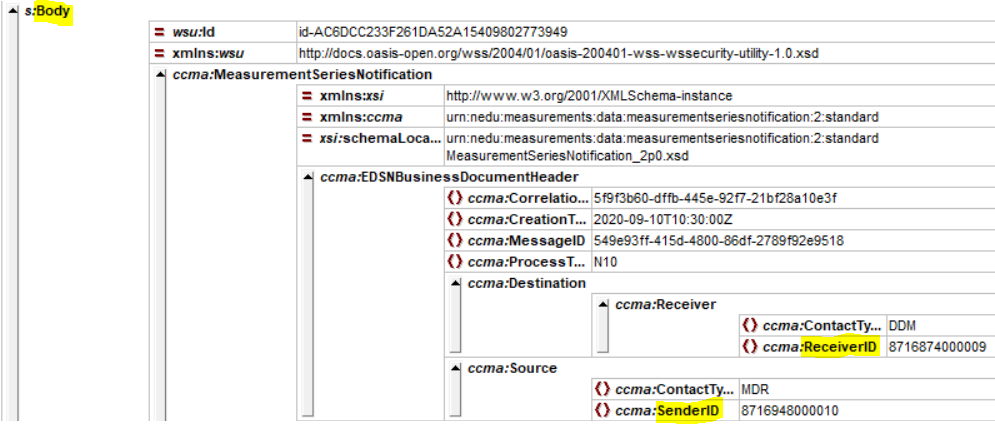 s:Body
= wsu:Id id-AC6DCC233F261DA52A15409802773949
= xmlns:wsu http://docs.oasis-open.org/wss/2004/01/oasis-200401-wss-wssecurity-utility-1.0.xsd
ccma:MeasurementSeriesNotification
= xmlns:xsi http://www.w3.org/2001/XMLSchema-instance
= xmlns:ccma urn:nedu:measurements:data:measurementseriesnotification:2:standard
= xsi:schemaLoca... urn:nedu:measurements:data:measurementseriesnotification:2:standard
MeasurementSeriesNotification_2p0.xsd
ccma:EDSNBusinessDocumentHeader
() ccma:Correlatio... 5f9f3b60-dffb-445e-92f7-21bf28a10e3f
() ccma:CreationT... 2020-09-10T10:30:00Z
() ccma:MessageID 549e93ff-415d-4800-86df-2789f92e9518
() ccma:ProcessT... N10
ccma:Destination
ccma:Receiver
() ccma:ContactTy... DDM
() ccma:ReceiverID 8716874000009
ccma:Source
() ccma:ContactTy... MDR
() ccma:SenderID 8716948000010